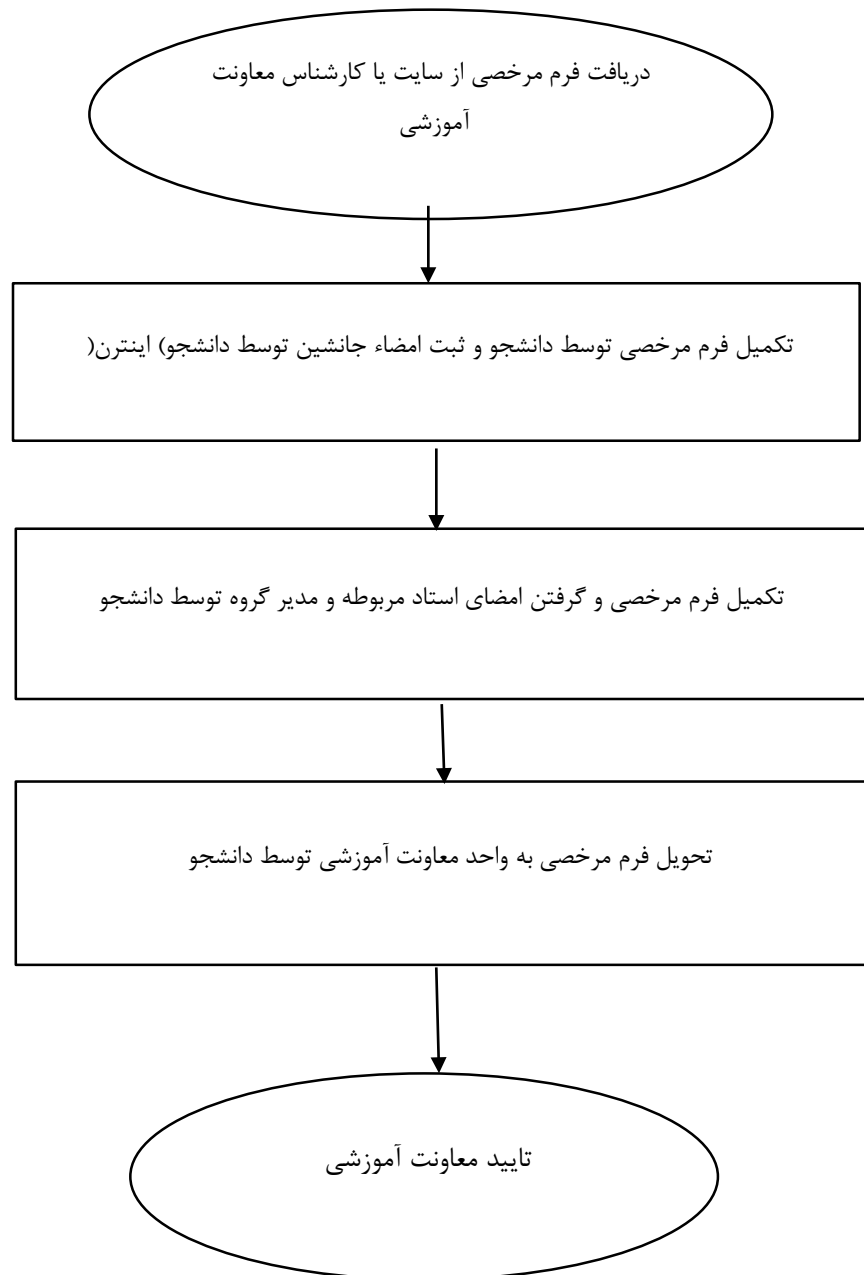 دریافت فرم مرخصی از سایت یا کارشناس معاونت
آموزشی
تکمیل فرم مرخصی توسط دانشجو و ثبت امضاء جانشین توسط دانشجو) اینترن(
تکمیل فرم مرخصی و گرفتن امضای استاد مربوطه و مدیر گروه توسط دانشجو
تحویل فرم مرخصی به واحد معاونت آموزشی توسط دانشجو
تایید معاونت آموزشی